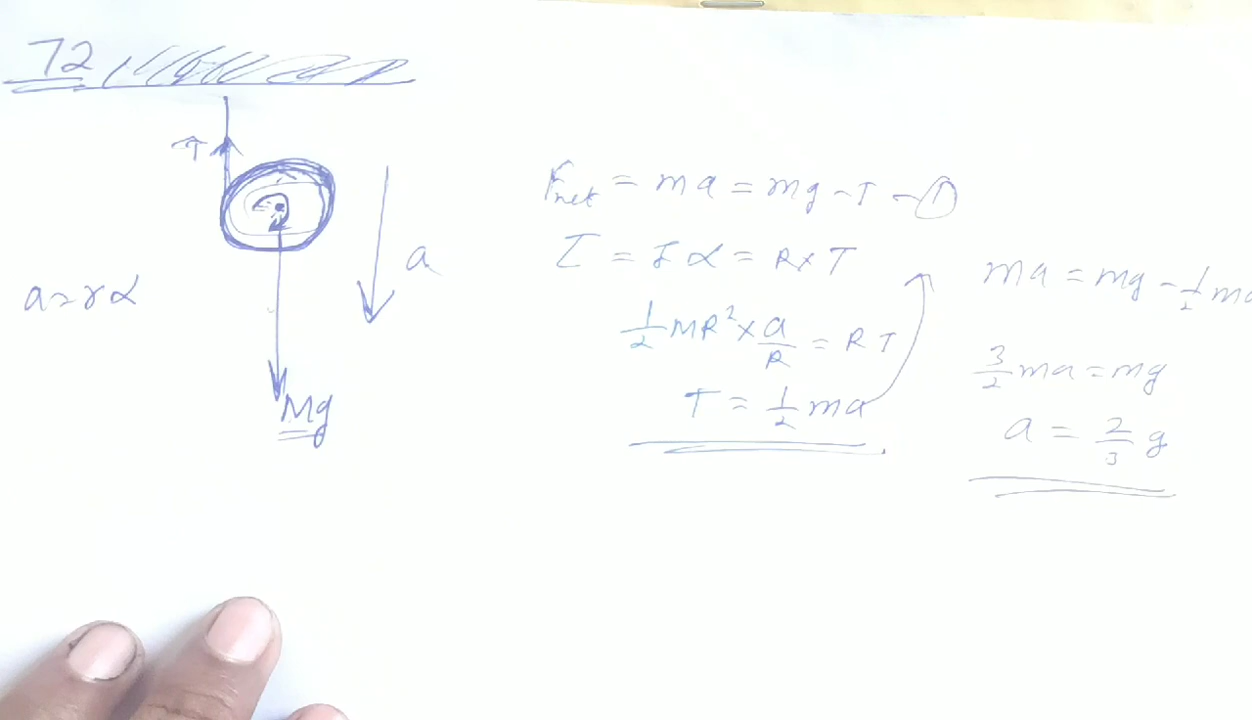 72
T
a
a=rα
Mg
Fnet = ma = mg - T - ①
τ = Iα = R×T
1/2 MR² × a/R = RT
T = 1/2 ma
ma = mg - 1/2 ma
3/2 ma = mg
a = 2/3 g